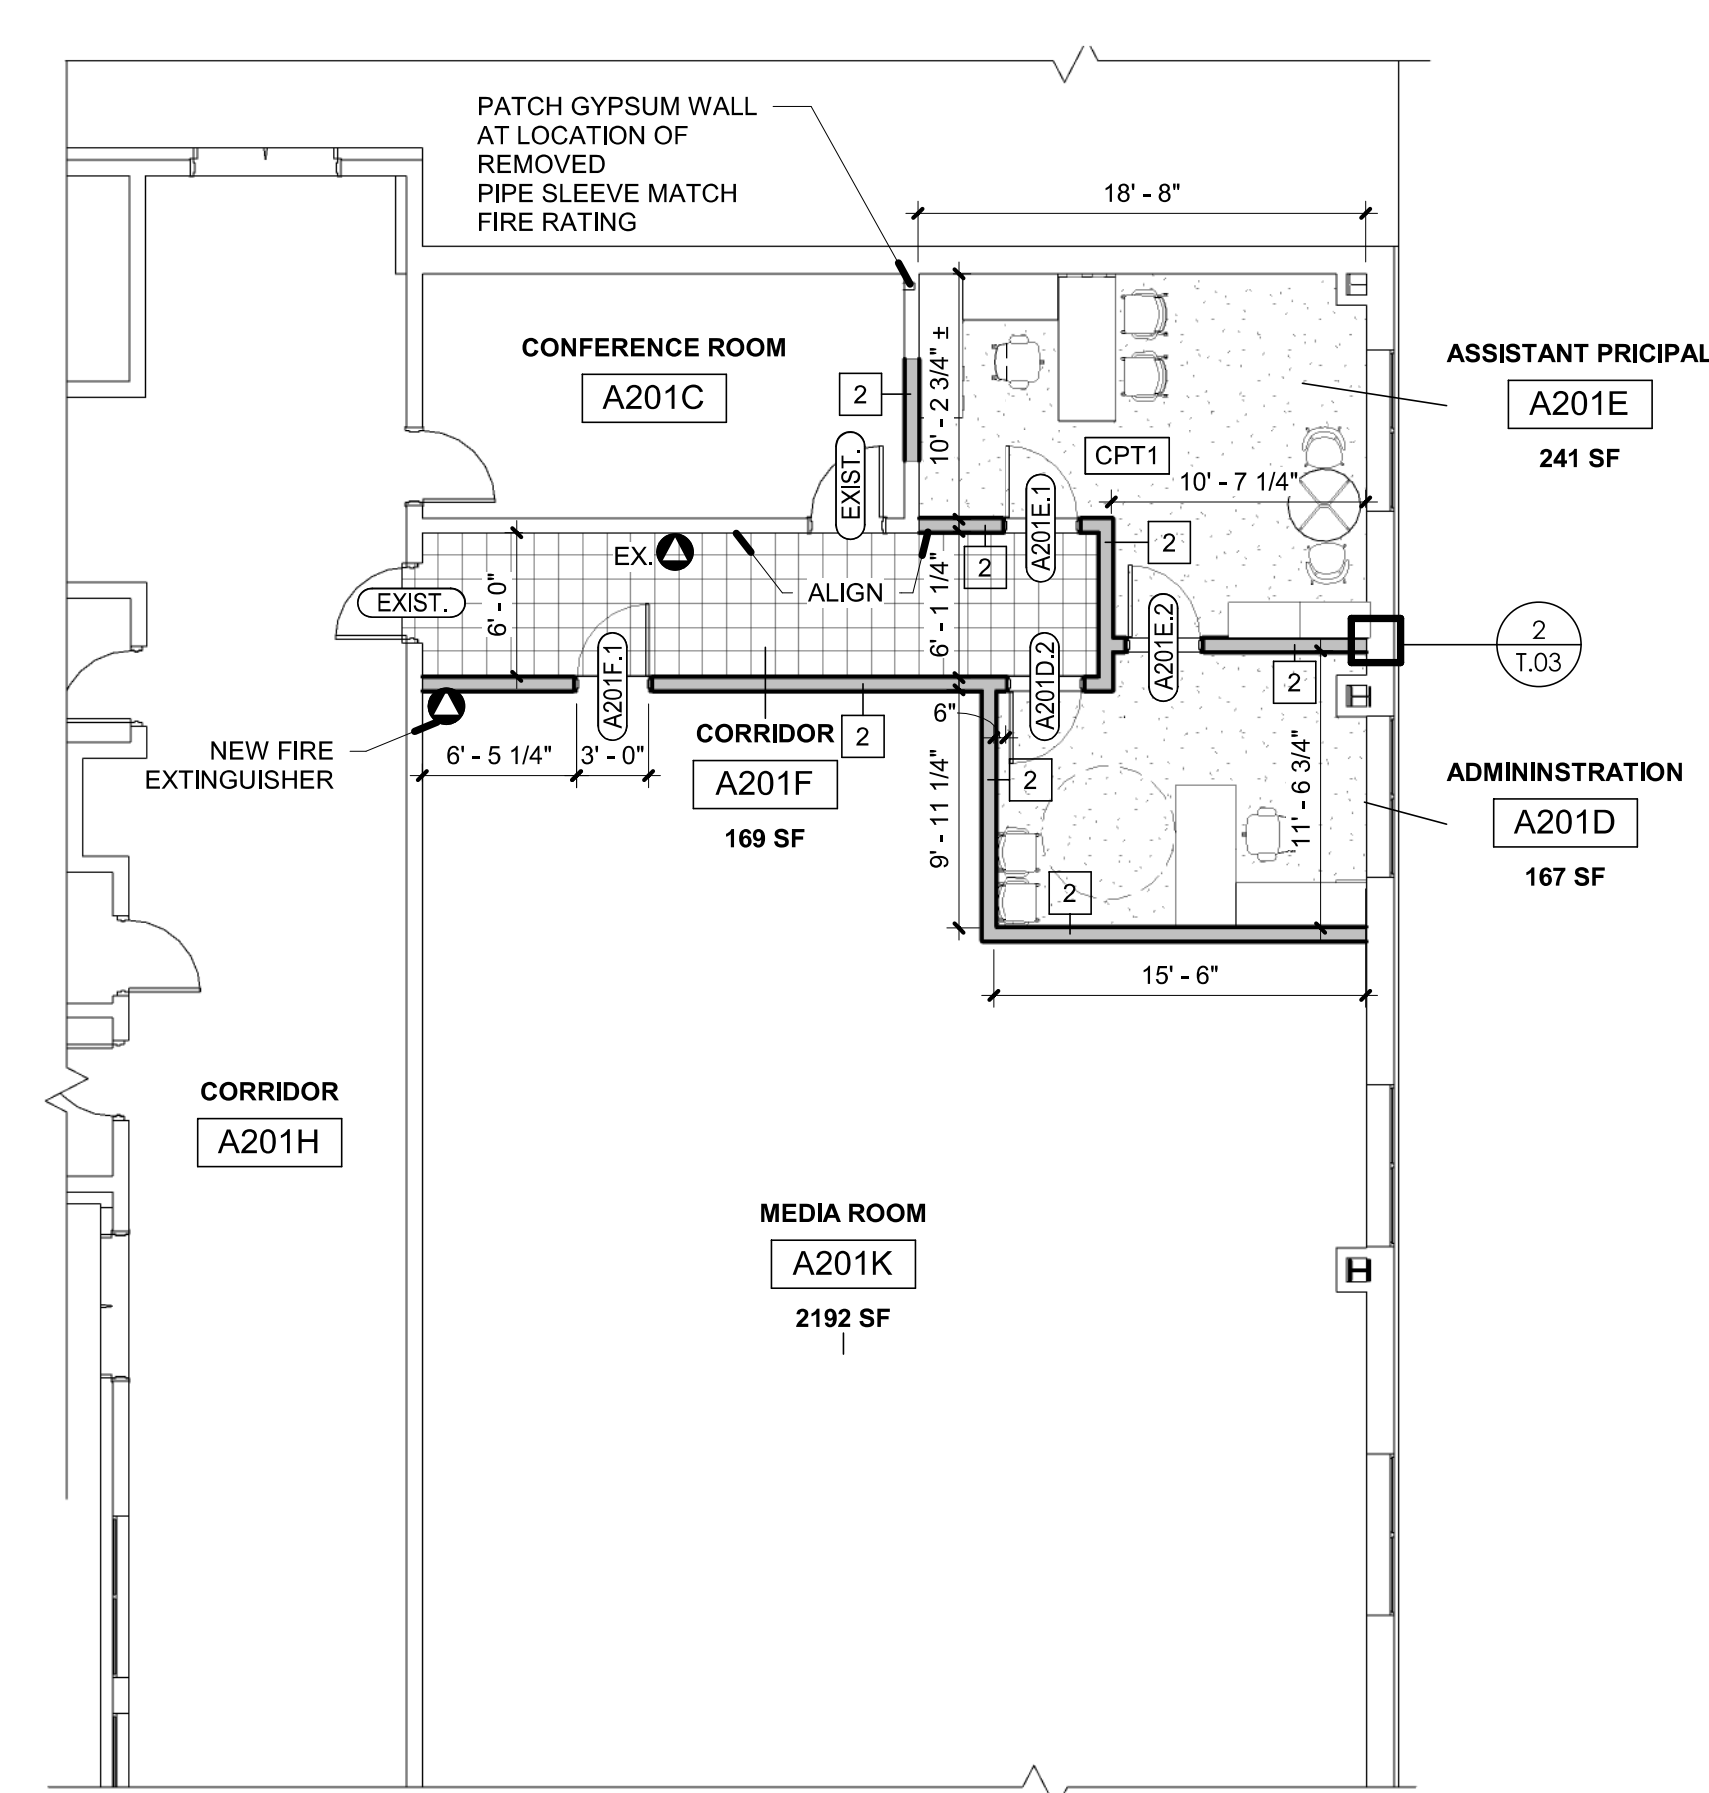 PATCH GYPSUM WALL
AT LOCATION OF
REMOVED
PIPE SLEEVE MATCH
FIRE RATING
18' - 8"
CONFERENCE ROOM
A201C
2
EXIST.
10' - 2 3/4" ±
CPT1
10' - 7 1/4"
ASSISTANT PRICIPAL
A201E
241 SF
A201E.1
2
2
EX.
ALIGN
EXIST.
6' - 0"
6' - 1 1/4"
A201F.1
A201D.2
A201E.2
2
2
T.03
NEW FIRE
EXTINGUISHER
6' - 5 1/4"
3' - 0"
CORRIDOR
2
A201F
169 SF
6"
2
9' - 11 1/4"
11' - 6 3/4"
2
ADMININSTRATION
A201D
167 SF
15' - 6"
CORRIDOR
A201H
MEDIA ROOM
A201K
2192 SF